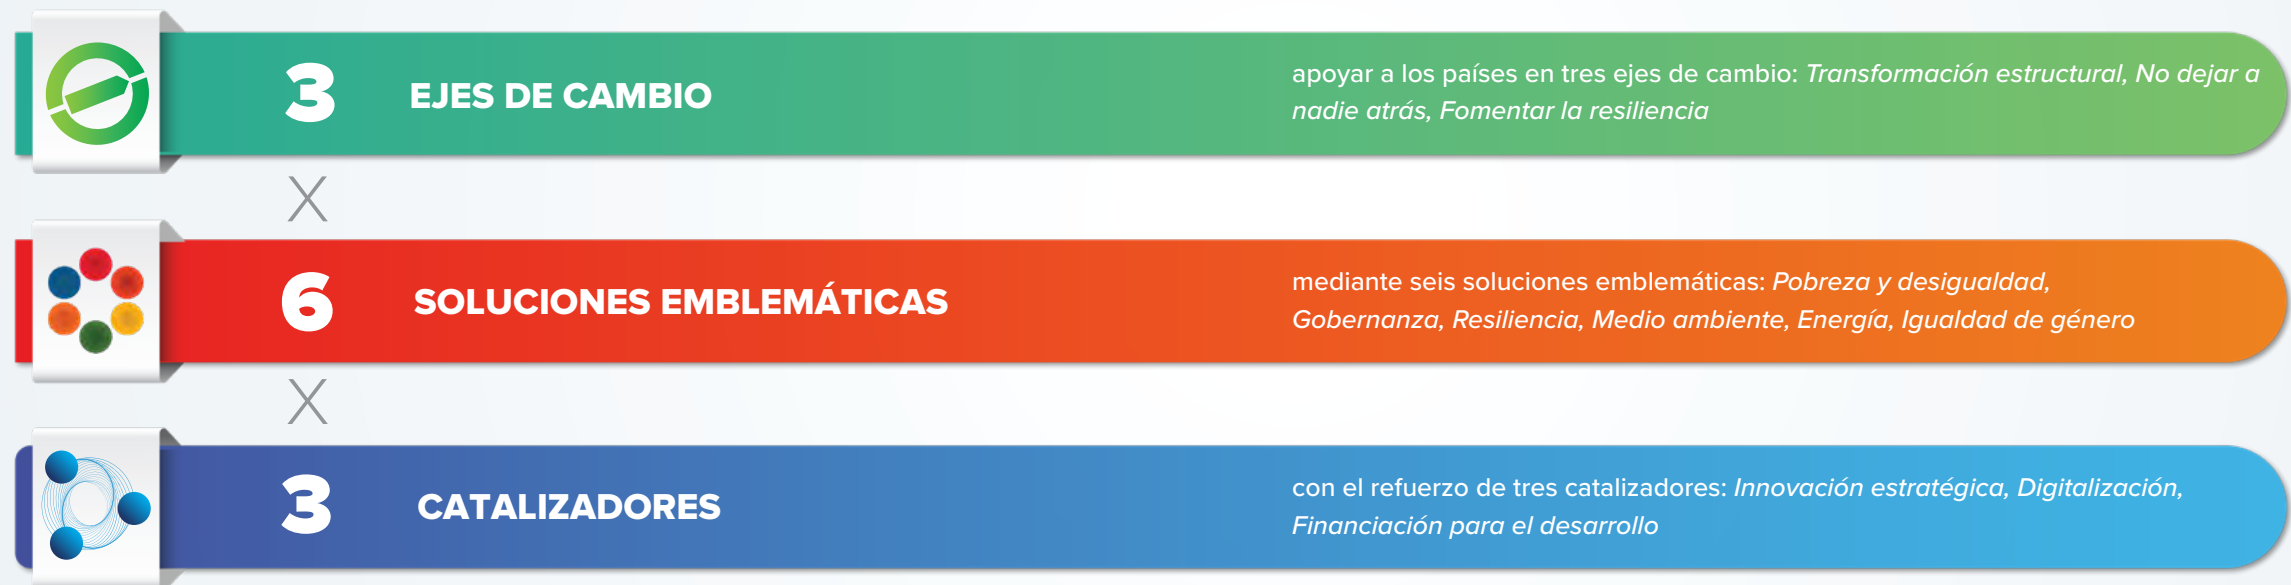 3 EJES DE CAMBIO
apoyar a los países en tres ejes de cambio: Transformación estructural, No dejar a
nadie atrás, Fomentar la resiliencia
X
6 SOLUCIONES EMBLEMÁTICAS
mediante seis soluciones emblemáticas: Pobreza y desigualdad,
Gobernanza, Resiliencia, Medio ambiente, Energía, Igualdad de género
X
3 CATALIZADORES
con el refuerzo de tres catalizadores: Innovación estratégica, Digitalización,
Financiación para el desarrollo